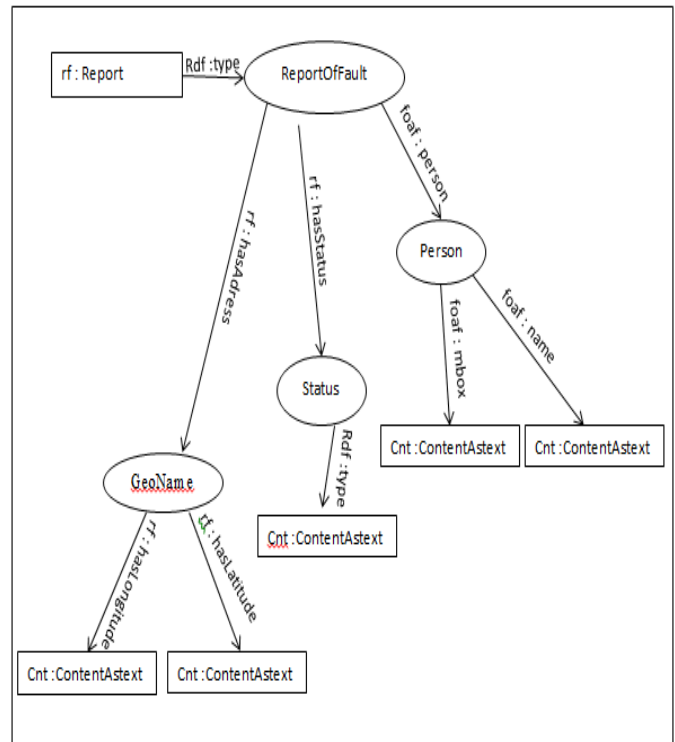 rf : Report
Rdf :type
ReportOfFault
foaf : person
rf : hasStatus
rf : hasAdress
Person
foaf : mbox
foaf : name
Status
Rdf :type
Cnt :ContentAstext
Cnt :ContentAstext
GeoName
Cnt :ContentAstext
rf : hasLongitude
rf : hasLatitude
Cnt :ContentAstext
Cnt :ContentAstext